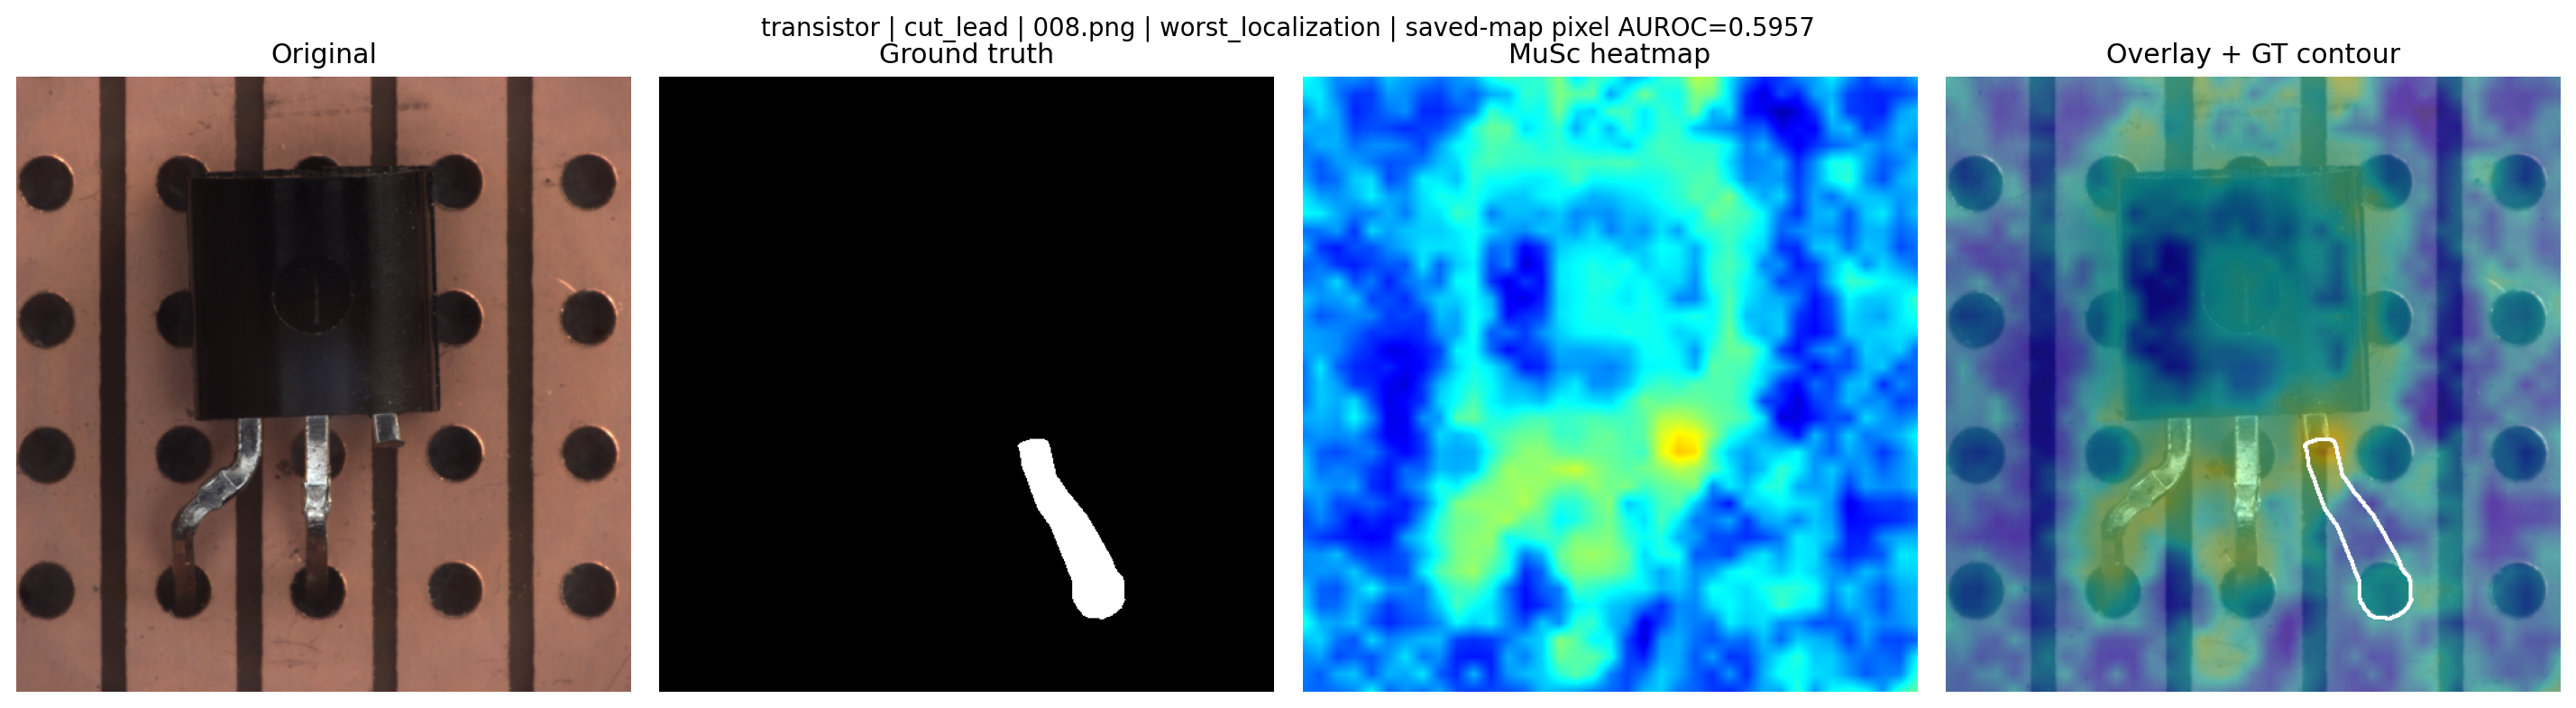 transistor | cut_lead | 008.png | worst_localization | saved-map pixel AUROC=0.5957
Original
Ground truth
MuSc heatmap
Overlay + GT contour